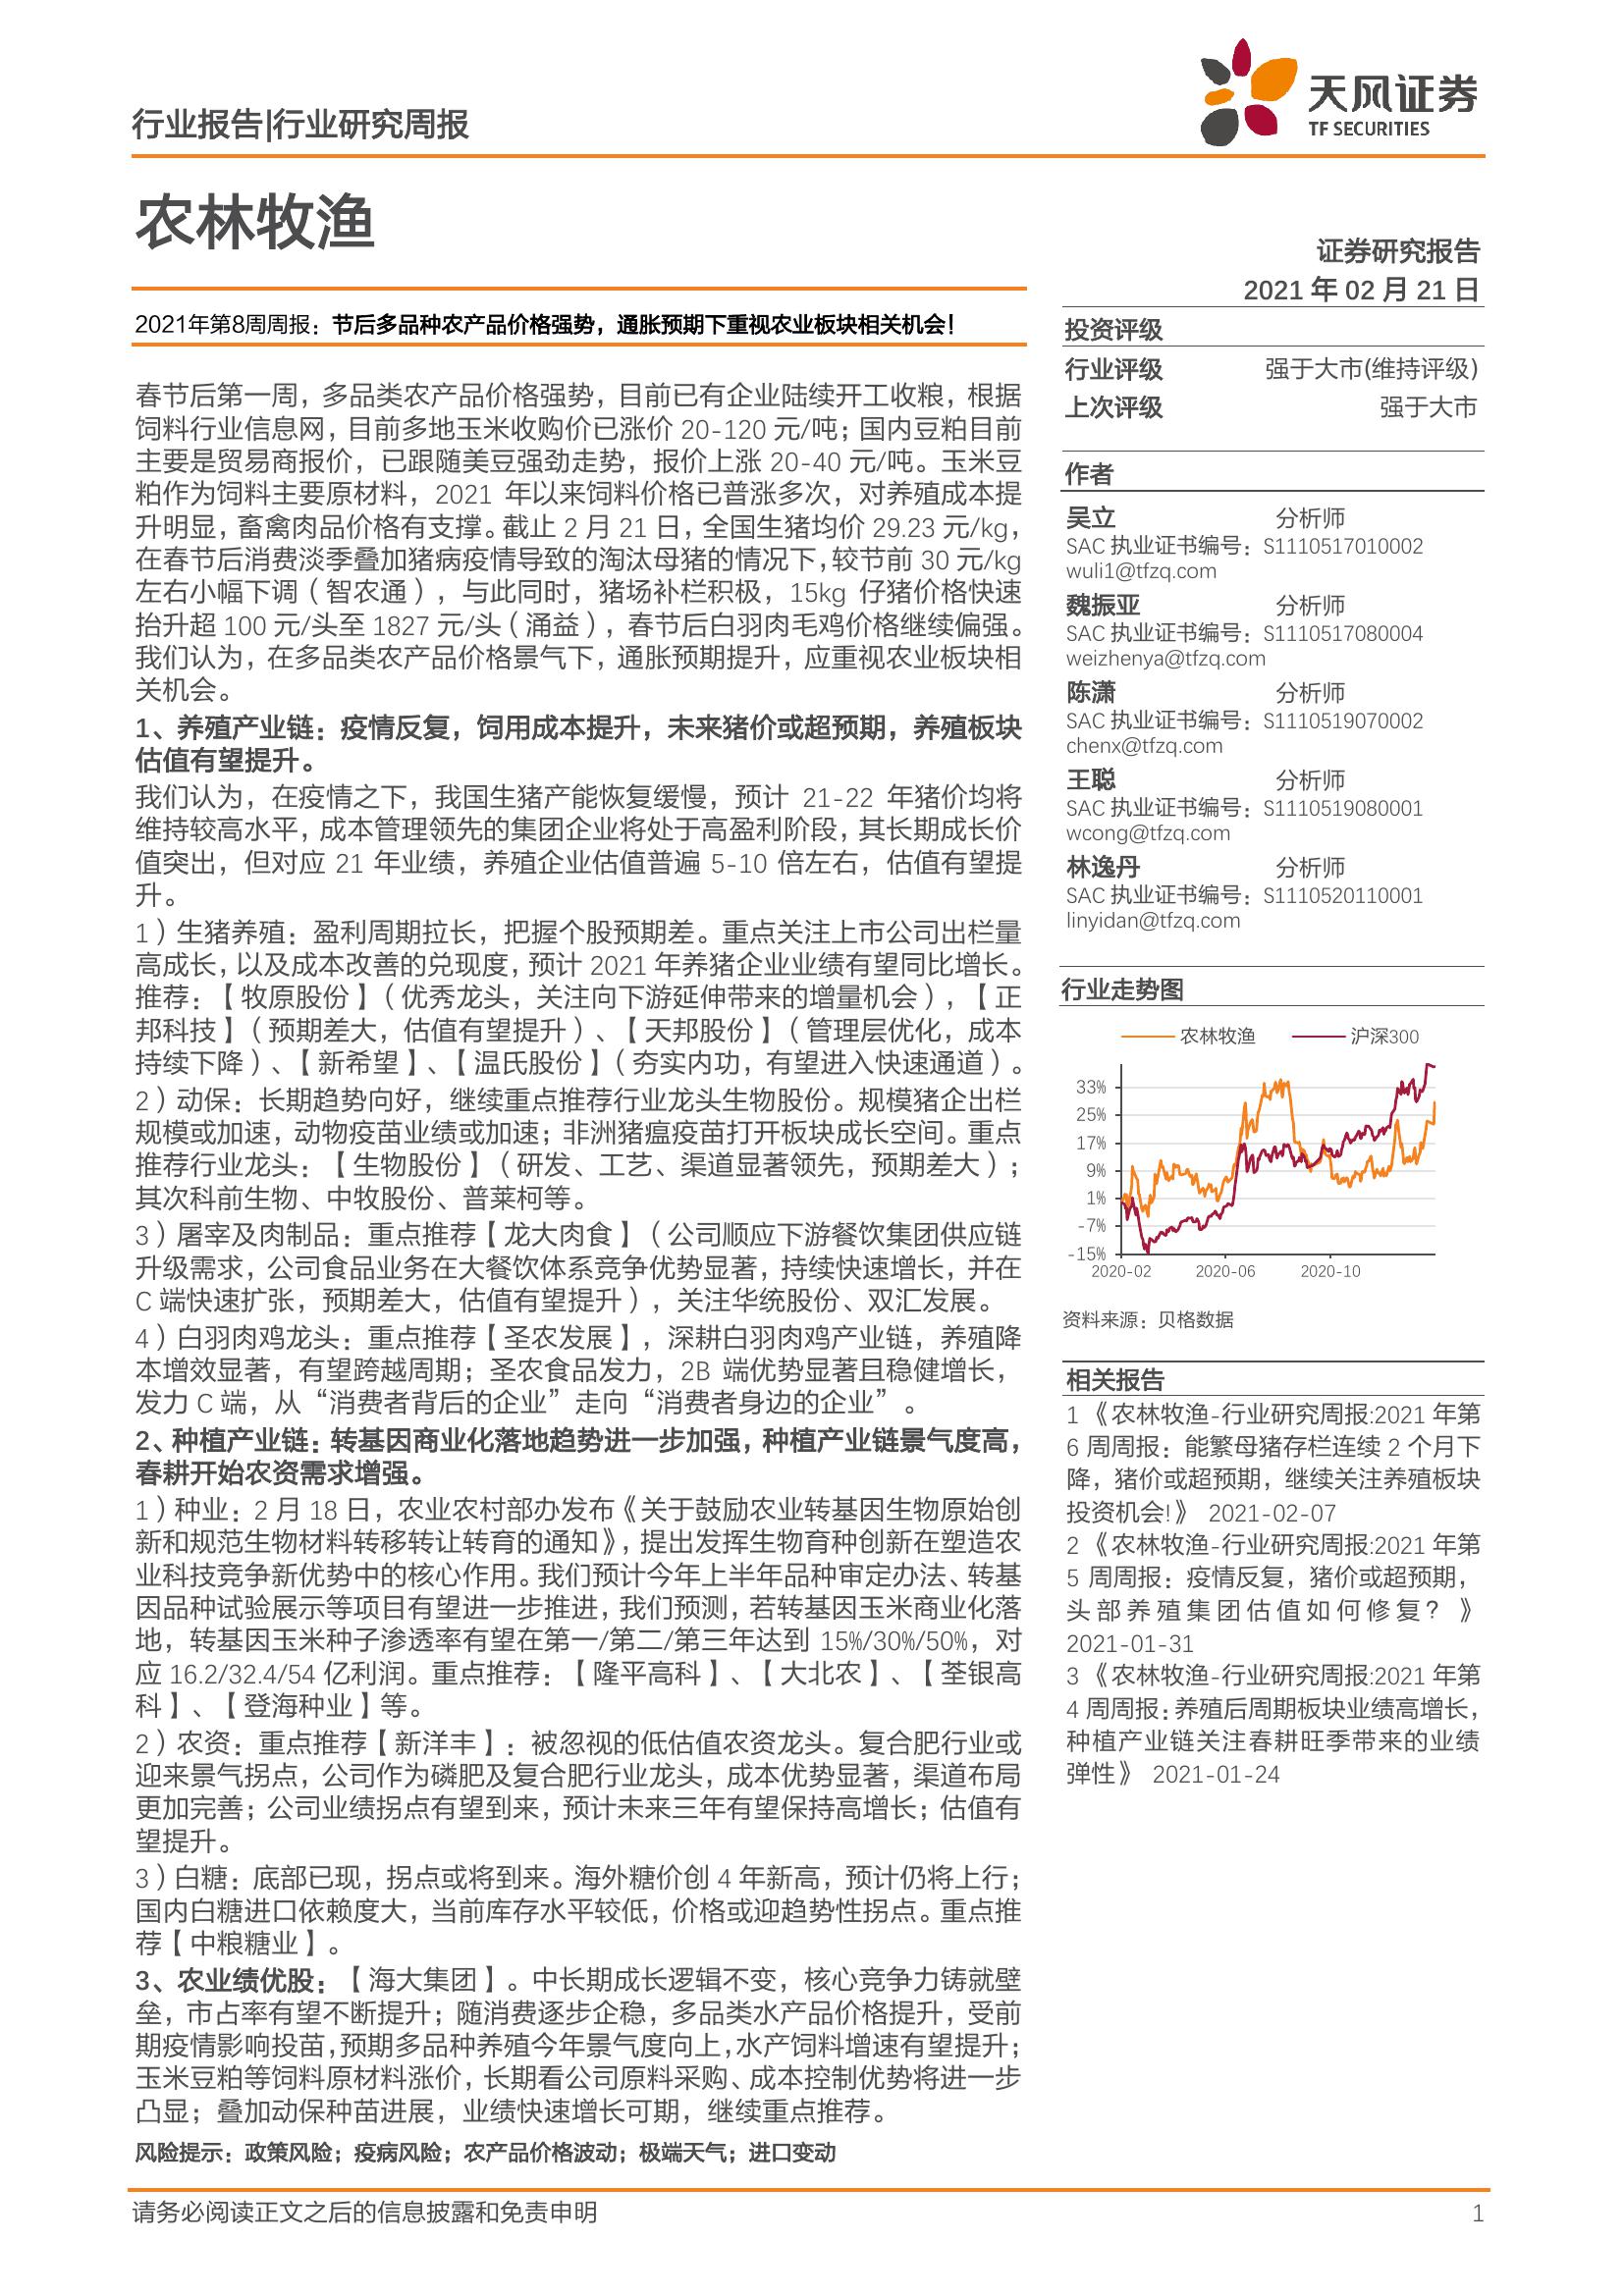 行业报告|行业研究周报
天风证券
TF SECURITIES
农林牧渔
证券研究报告
2021 年 02 月 21 日
2021年第8周周报：节后多品种农产品价格强势，通胀预期下重视农业板块相关机会！
春节后第一周，多品类农产品价格强势，目前已有企业陆续开工收粮，根据
饲料行业信息网，目前多地玉米收购价已涨价 20-120 元/吨；国内豆粕目前
主要是贸易商报价，已跟随美豆强劲走势，报价上涨 20-40 元/吨。玉米豆
粕作为饲料主要原材料，2021 年以来饲料价格已普涨多次，对养殖成本提
升明显，畜禽肉品价格有支撑。截止 2 月 21 日，全国生猪均价 29.23 元/kg，
在春节后消费淡季叠加猪病疫情导致的淘汰母猪的情况下，较节前 30 元/kg
左右小幅下调（智农通），与此同时，猪场补栏积极，15kg 仔猪价格快速
抬升超 100 元/头至 1827 元/头（涌益），春节后白羽肉毛鸡价格继续偏强。
我们认为，在多品类农产品价格景气下，通胀预期提升，应重视农业板块相
关机会。
1、养殖产业链：疫情反复，饲用成本提升，未来猪价或超预期，养殖板块
估值有望提升。
我们认为，在疫情之下，我国生猪产能恢复缓慢，预计 21-22 年猪价均将
维持较高水平，成本管理领先的集团企业将处于高盈利阶段，其长期成长价
值突出，但对应 21 年业绩，养殖企业估值普遍 5-10 倍左右，估值有望提
升。
1）生猪养殖：盈利周期拉长，把握个股预期差。重点关注上市公司出栏量
高成长，以及成本改善的兑现度，预计 2021 年养猪企业业绩有望同比增长。
推荐：【牧原股份】（优秀龙头，关注向下游延伸带来的增量机会），【正
邦科技】（预期差大，估值有望提升）、【天邦股份】（管理层优化，成本
持续下降）、【新希望】、【温氏股份】（夯实内功，有望进入快速通道）。
2）动保：长期趋势向好，继续重点推荐行业龙头生物股份。规模猪企出栏
规模或加速，动物疫苗业绩或加速；非洲猪瘟疫苗打开板块成长空间。重点
推荐行业龙头：【生物股份】（研发、工艺、渠道显著领先，预期差大）；
其次科前生物、中牧股份、普莱柯等。
3）屠宰及肉制品：重点推荐【龙大肉食】（公司顺应下游餐饮集团供应链
升级需求，公司食品业务在大餐饮体系竞争优势显著，持续快速增长，并在
C 端快速扩张，预期差大，估值有望提升），关注华统股份、双汇发展。
4）白羽肉鸡龙头：重点推荐【圣农发展】，深耕白羽肉鸡产业链，养殖降
本增效显著，有望跨越周期；圣农食品发力，2B 端优势显著且稳健增长，
发力 C 端，从“消费者背后的企业”走向“消费者身边的企业”。
2、种植产业链：转基因商业化落地趋势进一步加强，种植产业链景气度高，
春耕开始农资需求增强。
1）种业：2 月 18 日，农业农村部办发布《关于鼓励农业转基因生物原始创
新和规范生物材料转移转让转育的通知》，提出发挥生物育种创新在塑造农
业科技竞争新优势中的核心作用。我们预计今年上半年品种审定办法、转基
因品种试验展示等项目有望进一步推进，我们预测，若转基因玉米商业化落
地，转基因玉米种子渗透率有望在第一/第二/第三年达到 15%/30%/50%，对
应 16.2/32.4/54 亿利润。重点推荐：【隆平高科】、【大北农】、【荃银高
科】、【登海种业】等。
2）农资：重点推荐【新洋丰】：被忽视的低估值农资龙头。复合肥行业或
迎来景气拐点，公司作为磷肥及复合肥行业龙头，成本优势显著，渠道布局
更加完善；公司业绩拐点有望到来，预计未来三年有望保持高增长；估值有
望提升。
3）白糖：底部已现，拐点或将到来。海外糖价创 4 年新高，预计仍将上行；
国内白糖进口依赖度大，当前库存水平较低，价格或迎趋势性拐点。重点推
荐【中粮糖业】。
3、农业绩优股：【海大集团】。中长期成长逻辑不变，核心竞争力铸就壁
垒，市占率有望不断提升；随消费逐步企稳，多品类水产品价格提升，受前
期疫情影响投苗，预期多品种养殖今年景气度向上，水产饲料增速有望提升；
玉米豆粕等饲料原材料涨价，长期看公司原料采购、成本控制优势将进一步
凸显；叠加动保种苗进展，业绩快速增长可期，继续重点推荐。
风险提示：政策风险；疫病风险；农产品价格波动；极端天气；进口变动
投资评级
行业评级 强于大市(维持评级)
上次评级 强于大市
作者
吴立 分析师
SAC 执业证书编号：S1110517010002
wuli1@tfzq.com
魏振亚 分析师
SAC 执业证书编号：S1110517080004
weizhenya@tfzq.com
陈潇 分析师
SAC 执业证书编号：S1110519070002
chenx@tfzq.com
王聪 分析师
SAC 执业证书编号：S1110519080001
wcong@tfzq.com
林逸丹 分析师
SAC 执业证书编号：S1110520110001
linyidan@tfzq.com
行业走势图
农林牧渔 沪深300
33%
25%
17%
9%
1%
-7%
-15%
2020-02 2020-06 2020-10
资料来源：贝格数据
相关报告
1 《农林牧渔-行业研究周报:2021 年第
6 周周报：能繁母猪存栏连续 2 个月下
降，猪价或超预期，继续关注养殖板块
投资机会!》 2021-02-07
2 《农林牧渔-行业研究周报:2021 年第
5 周周报：疫情反复，猪价或超预期，
头部养殖集团估值如何修复？》
2021-01-31
3 《农林牧渔-行业研究周报:2021 年第
4 周周报：养殖后周期板块业绩高增长，
种植产业链关注春耕旺季带来的业绩
弹性》 2021-01-24
请务必阅读正文之后的信息披露和免责申明 1